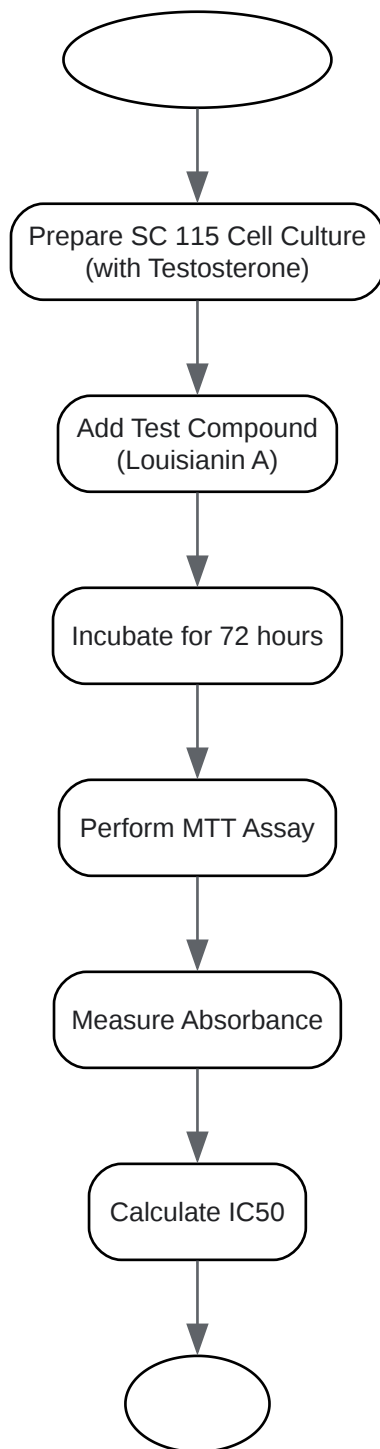 Prepare SC 115 Cell Culture
(with Testosterone)
Add Test Compound
(Louisianin A)
Incubate for 72 hours
Perform MTT Assay
Measure Absorbance
Calculate IC50